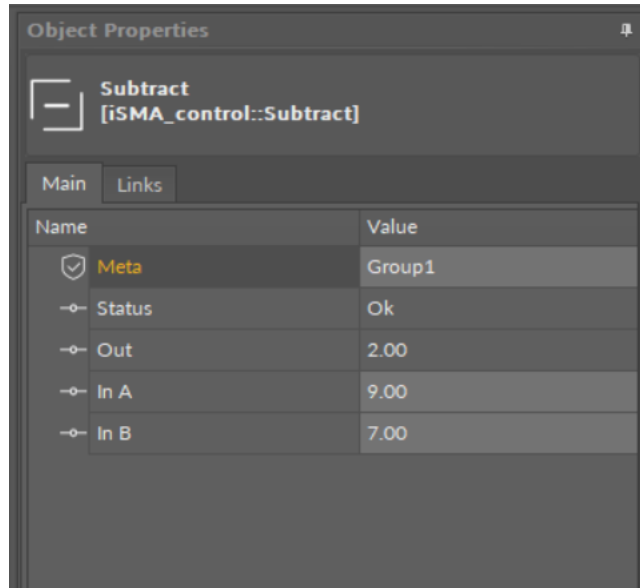 Object Properties
Subtract
[iSMA_control::Subtract]
Main Links
Name Value
Meta Group1
Status Ok
Out 2.00
In A 9.00
In B 7.00